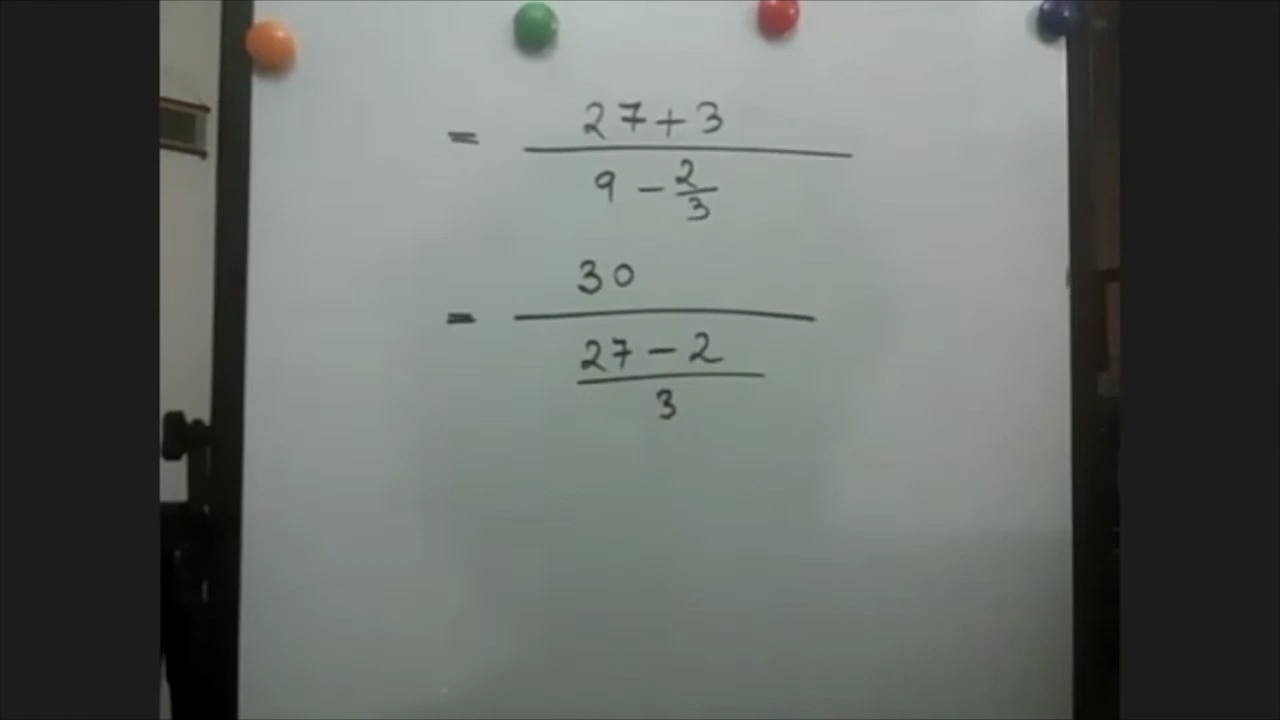 = 27+3
9 - 2/3
= 30
27 - 2
3